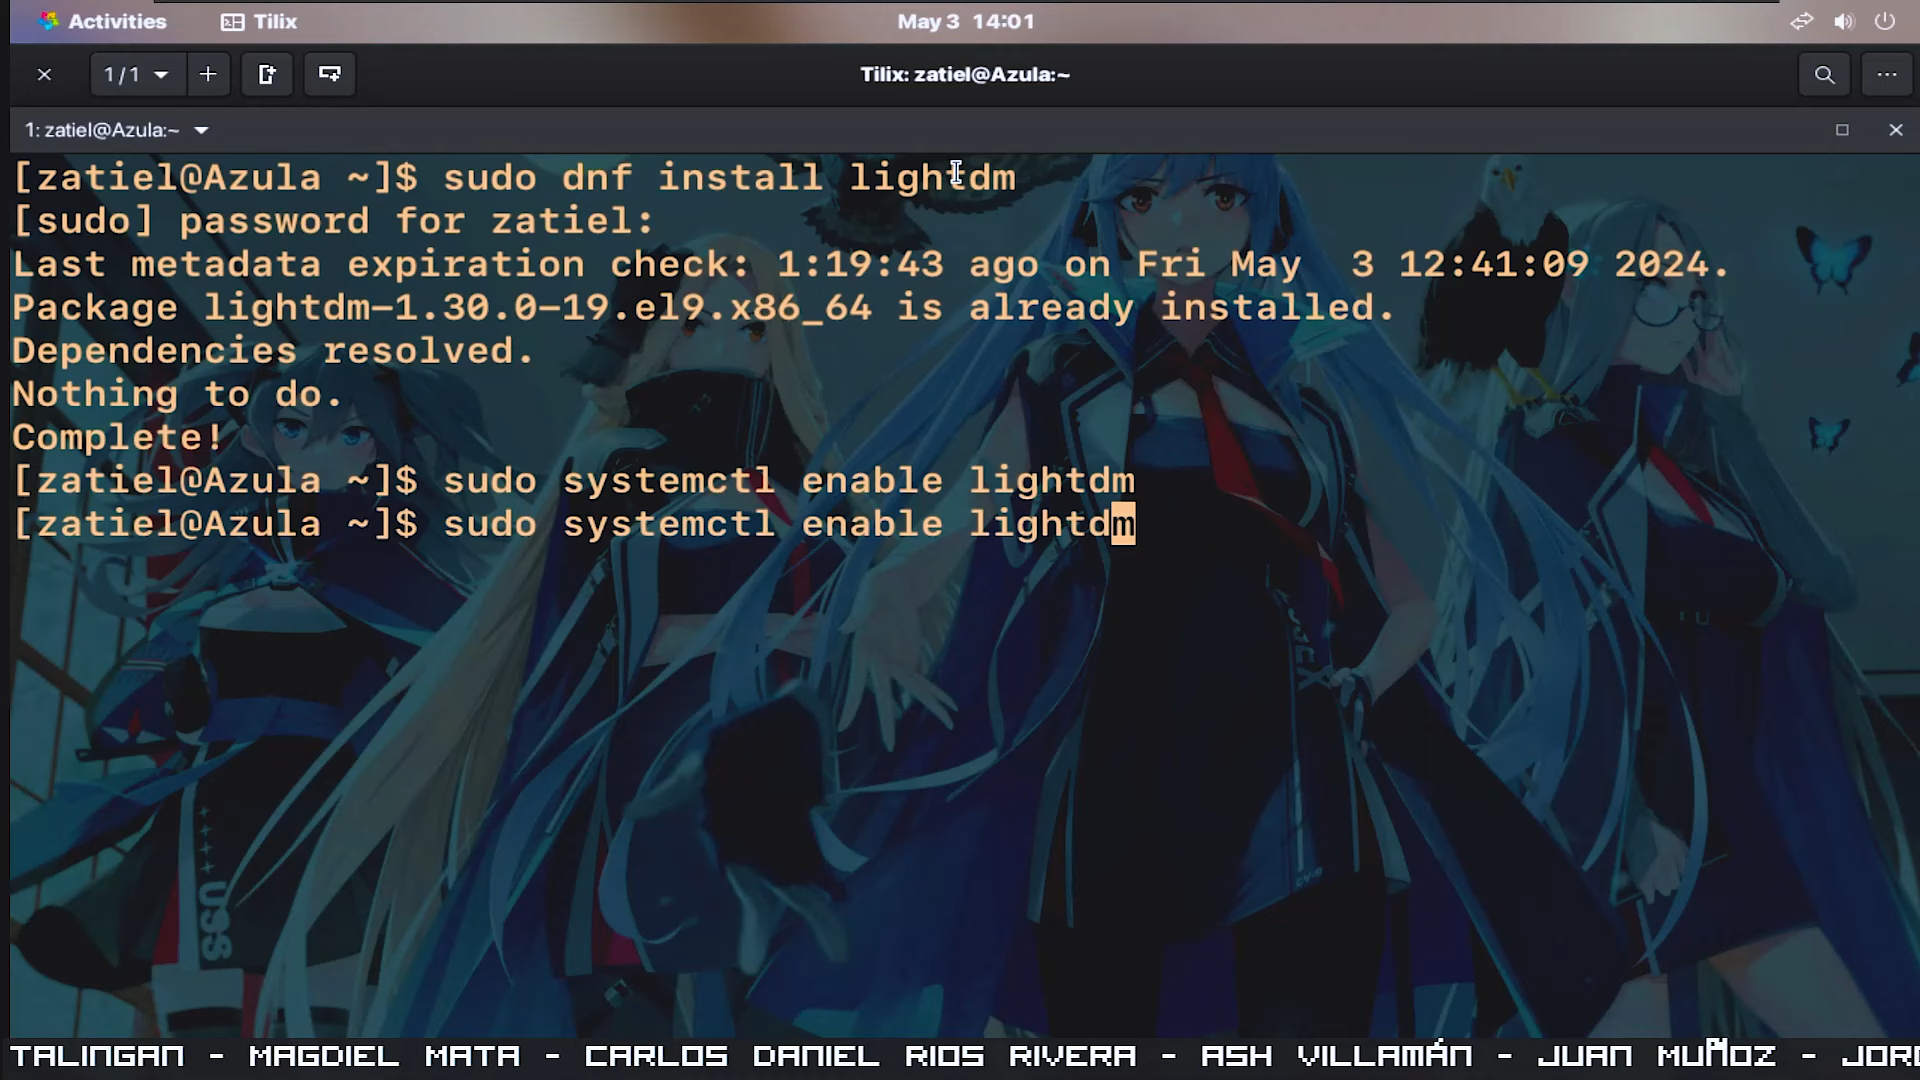 Activities Tilix May 3 14:01
1/1 Tilix: zatiel@Azula:~
1: zatiel@Azula:~
[zatiel@Azula ~]$ sudo dnf install lightdm
[sudo] password for zatiel:
Last metadata expiration check: 1:19:43 ago on Fri May  3 12:41:09 2024.
Package lightdm-1.30.0-19.el9.x86_64 is already installed.
Dependencies resolved.
Nothing to do.
Complete!
[zatiel@Azula ~]$ sudo systemctl enable lightdm
[zatiel@Azula ~]$ sudo systemctl enable lightdm
USS
CV-6
TALINGAN - MAGDIEL MATA - CARLOS DANIEL RIOS RIVERA - ASH VILLAMÁN - JUAN MUÑOZ - JORD